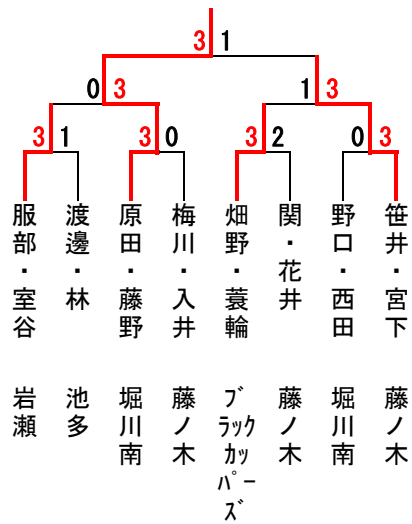 3 1
0 3 1 3
3 1 3 0 3 2 0 3
服部・室谷
渡邊・林
原田・藤野
梅川・入井
畑野・蓑輪
関・花井
野口・西田
笹井・宮下
岩瀬
池多
堀川南
藤ノ木
ﾌﾞﾗｯｸｶｯﾊﾟｰｽﾞ
藤ノ木
堀川南
藤ノ木